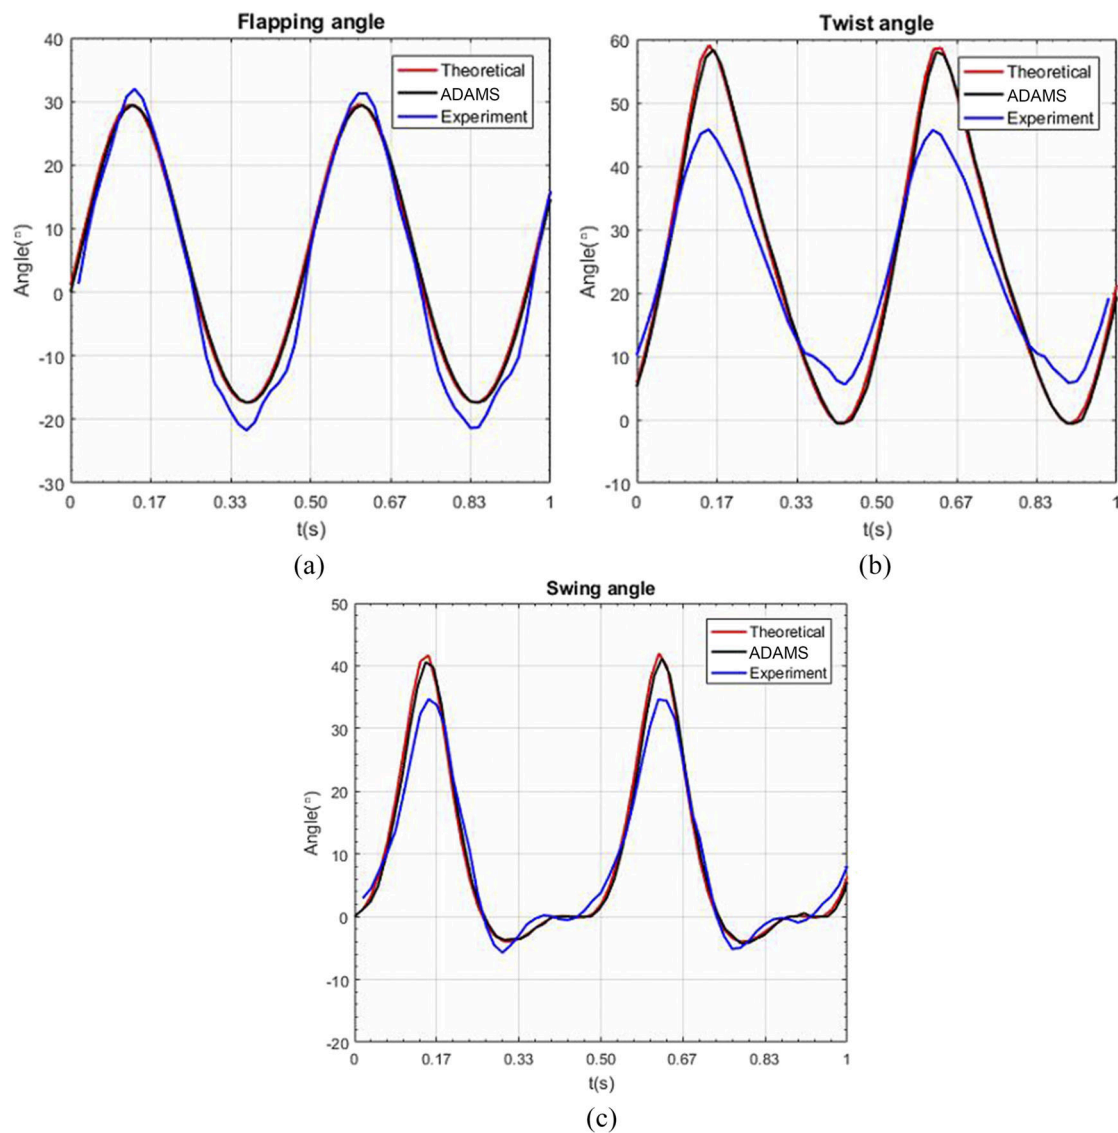 Flapping angle
40
30
20
10
0
-10
-20
-30
Angle(°)
0 0.17 0.33 0.50 0.67 0.83 1
t(s)
Theoretical
ADAMS
Experiment
(a)
Twist angle
60
50
40
30
20
10
0
-10
Angle(°)
0 0.17 0.33 0.50 0.67 0.83 1
t(s)
Theoretical
ADAMS
Experiment
(b)
Swing angle
50
40
30
20
10
0
-10
-20
Angle(°)
0 0.17 0.33 0.50 0.67 0.83 1
t(s)
Theoretical
ADAMS
Experiment
(c)